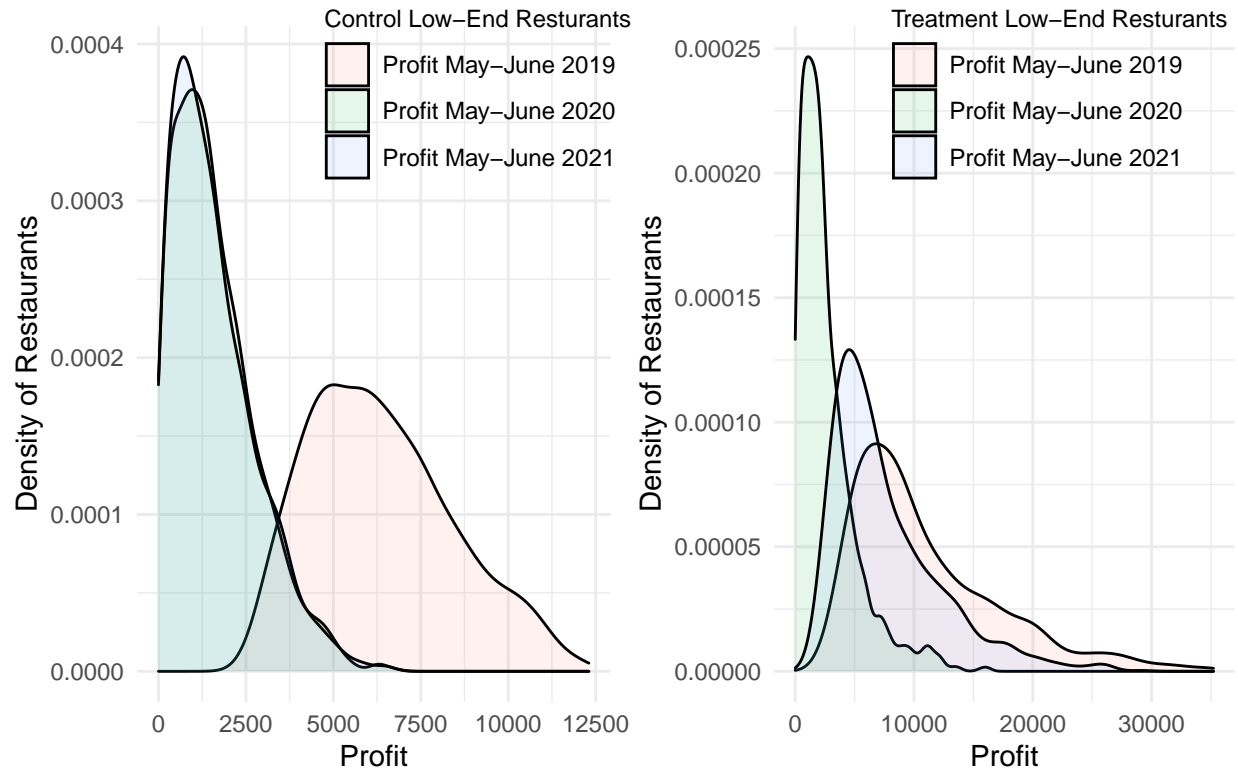 Control Low−End Resturants
Profit May−June 2019
Profit May−June 2020
Profit May−June 2021
0.0004
0.0003
0.0002
0.0001
0.0000
Density of Restaurants
0 2500 5000 7500 10000 12500
Profit
Treatment Low−End Resturants
Profit May−June 2019
Profit May−June 2020
Profit May−June 2021
0.00025
0.00020
0.00015
0.00010
0.00005
0.00000
Density of Restaurants
0 10000 20000 30000
Profit